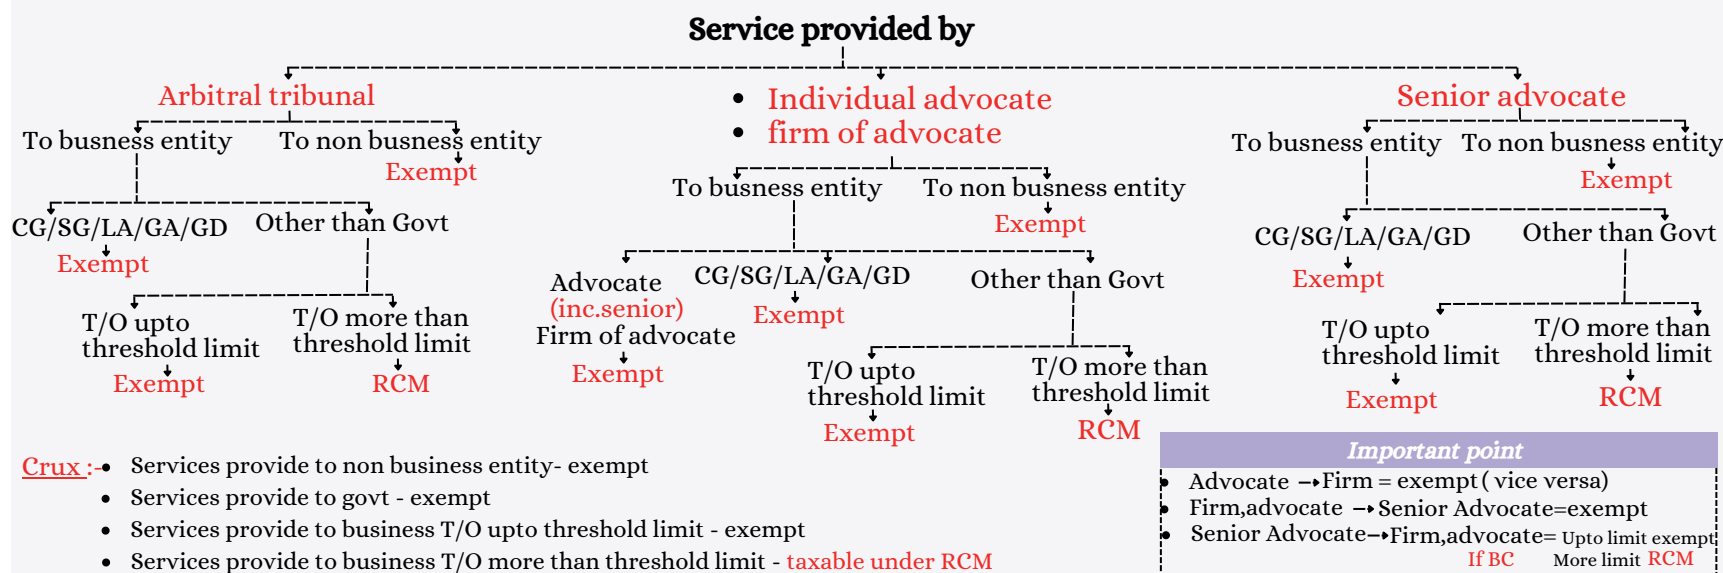 Service provided by
Arbitral tribunal
To busness entity
To non busness entity
Exempt
CG/SG/LA/GA/GD
Exempt
Other than Govt
T/O upto
threshold limit
Exempt
T/O more than
threshold limit
RCM
• Individual advocate
• firm of advocate
To busness entity
To non business entity
Exempt
Advocate
(inc.senior)
Firm of advocate
Exempt
CG/SG/LA/GA/GD
Exempt
Other than Govt
T/O upto
threshold limit
Exempt
T/O more than
threshold limit
RCM
Senior advocate
To busness entity
To non business entity
Exempt
CG/SG/LA/GA/GD
Exempt
Other than Govt
T/O upto
threshold limit
Exempt
T/O more than
threshold limit
RCM
Crux :- • Services provide to non business entity- exempt
• Services provide to govt - exempt
• Services provide to business T/O upto threshold limit - exempt
• Services provide to business T/O more than threshold limit - taxable under RCM
Important point
• Advocate → Firm = exempt ( vice versa)
• Firm,advocate → Senior Advocate=exempt
• Senior Advocate→Firm,advocate= Upto limit exempt
If BC More limit RCM